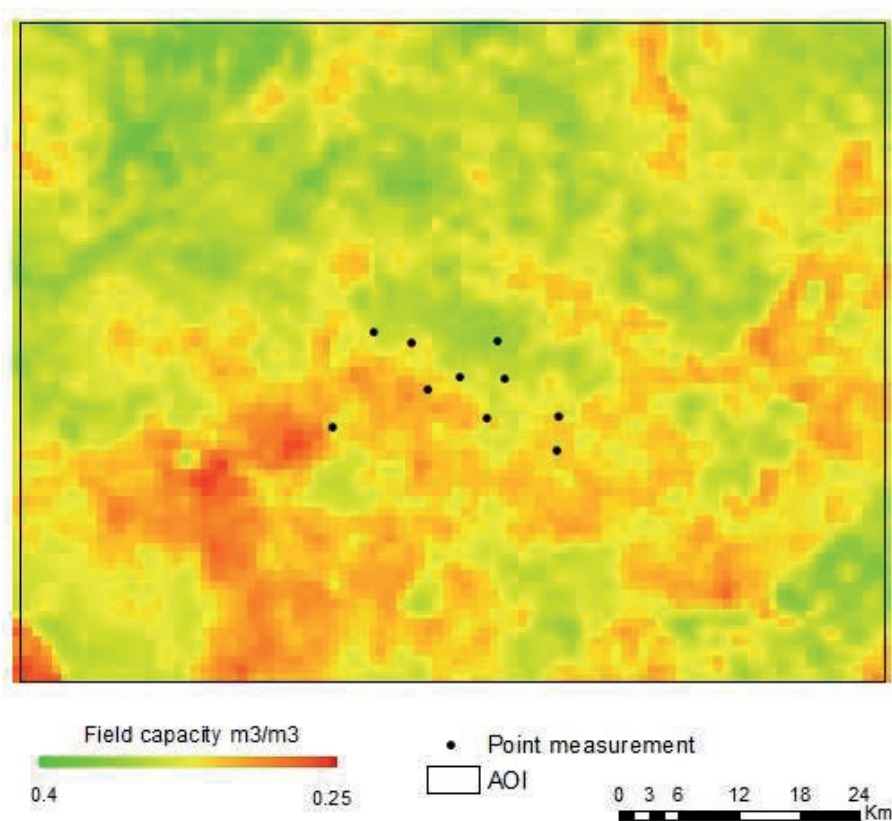 Field capacity m3/m3
0.4 0.25
Point measurement
AOI
0 3 6 12 18 24
Km